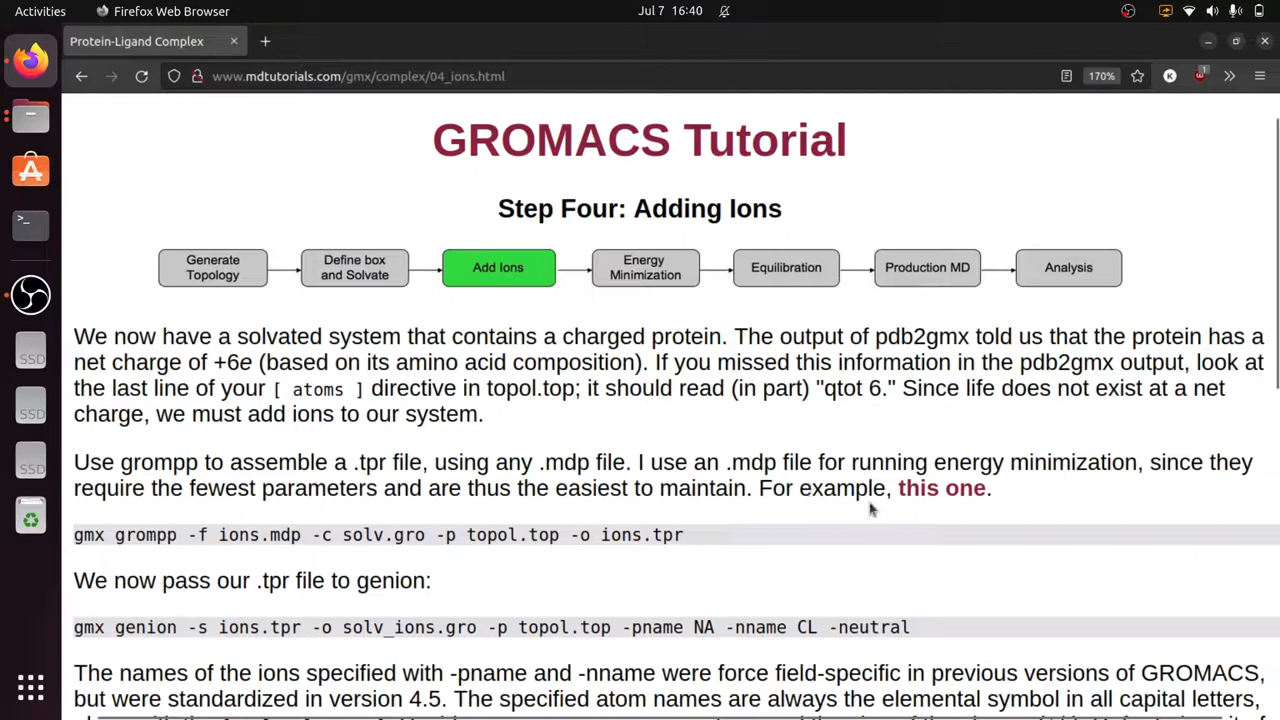 Activities Firefox Web Browser Jul 7 16:40
Protein-Ligand Complex
www.mdtutorials.com/gmx/complex/04_ions.html 170% K 1
GROMACS Tutorial
Step Four: Adding Ions
Generate Topology
Define box and Solvate
Add Ions
Energy Minimization
Equilibration
Production MD
Analysis
We now have a solvated system that contains a charged protein. The output of pdb2gmx told us that the protein has a
net charge of +6e (based on its amino acid composition). If you missed this information in the pdb2gmx output, look at
the last line of your [ atoms ] directive in topol.top; it should read (in part) "qtot 6." Since life does not exist at a net
charge, we must add ions to our system.
Use grompp to assemble a .tpr file, using any .mdp file. I use an .mdp file for running energy minimization, since they
require the fewest parameters and are thus the easiest to maintain. For example, this one.
gmx grompp -f ions.mdp -c solv.gro -p topol.top -o ions.tpr
We now pass our .tpr file to genion:
gmx genion -s ions.tpr -o solv_ions.gro -p topol.top -pname NA -nname CL -neutral
The names of the ions specified with -pname and -nname were force field-specific in previous versions of GROMACS,
but were standardized in version 4.5. The specified atom names are always the elemental symbol in all capital letters,
SSD
SSD
SSD